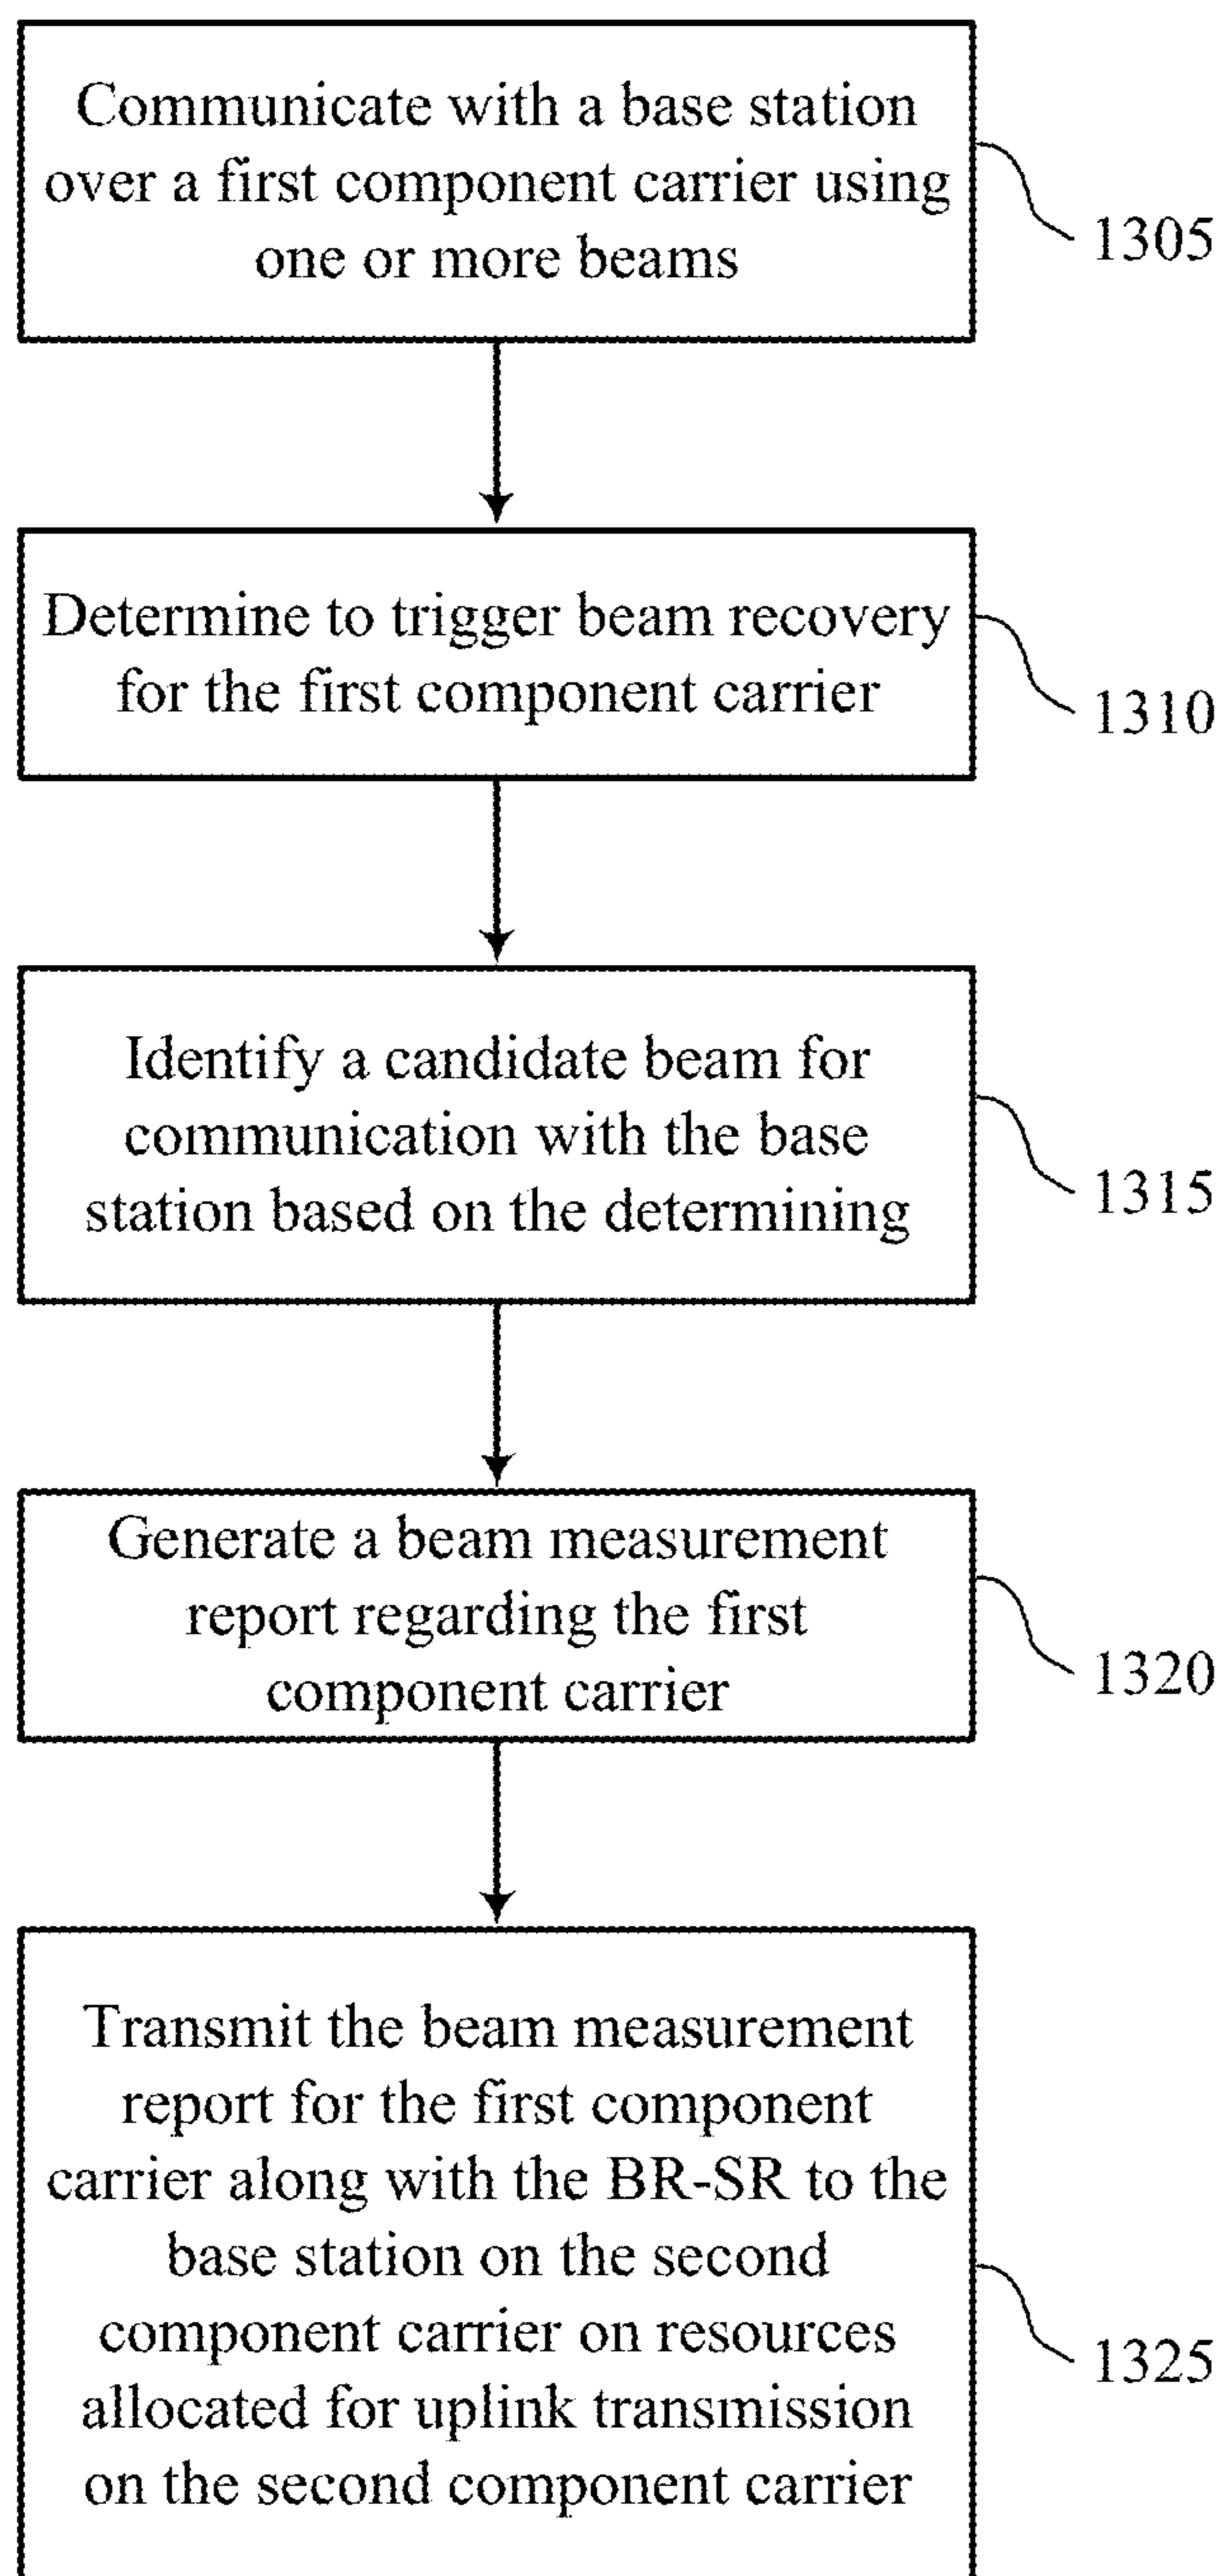 Communicate with a base station
over a first component carrier using
one or more beams
1305
Determine to trigger beam recovery
for the first component carrier
1310
Identify a candidate beam for
communication with the base
station based on the determining
1315
Generate a beam measurement
report regarding the first
component carrier
1320
Transmit the beam measurement
report for the first component
carrier along with the BR-SR to the
base station on the second
component carrier on resources
allocated for uplink transmission
on the second component carrier
1325